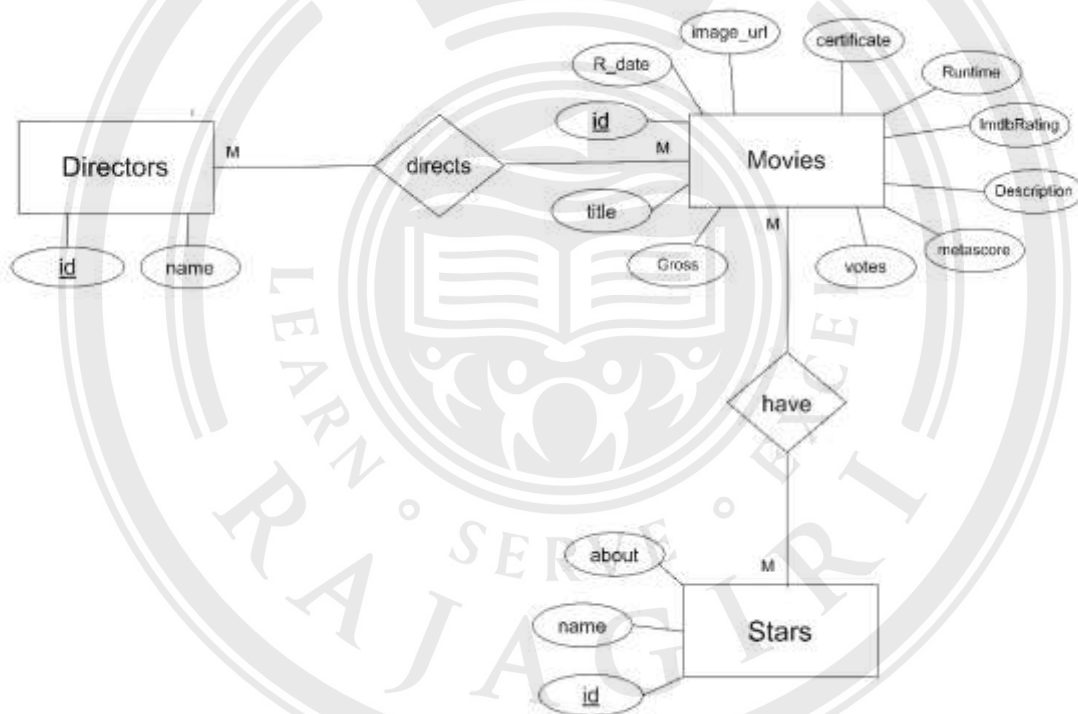 image_url
certificate
R_date
Runtime
id
ImdbRating
Directors
M
directs
M
Movies
Description
title
M
metascore
id
name
Gross
votes
have
about
M
name
Stars
id
LEARN ○ SERVE ○ EXCEL
RAJAGIRI